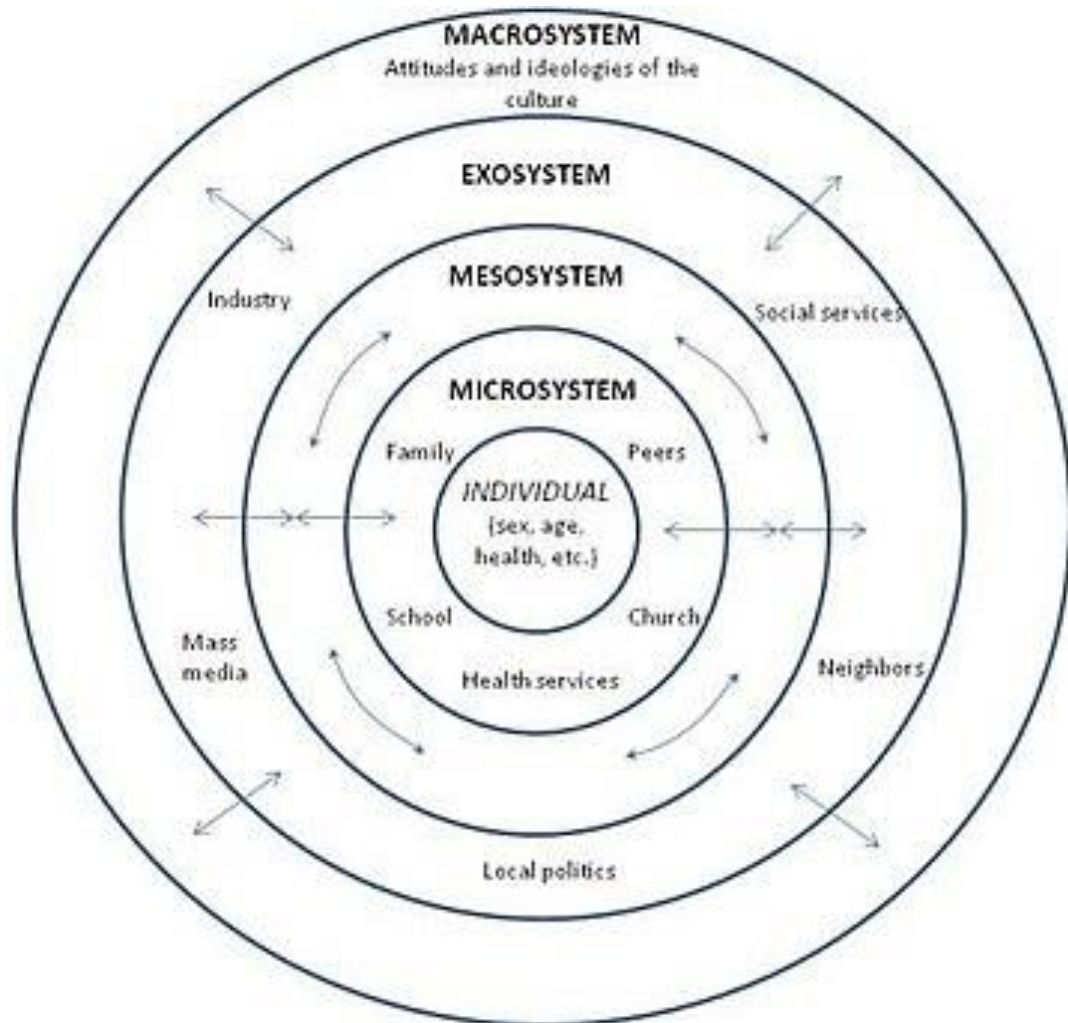 MACROSYSTEM
Attitudes and ideologies of the
culture
EXOSYSTEM
MESOSYSTEM
Industry
Social services
MICROSYSTEM
Family
Peers
INDIVIDUAL
{sex, age,
health, etc.}
School
Church
Mass
media
Neighbors
Health services
Local politics